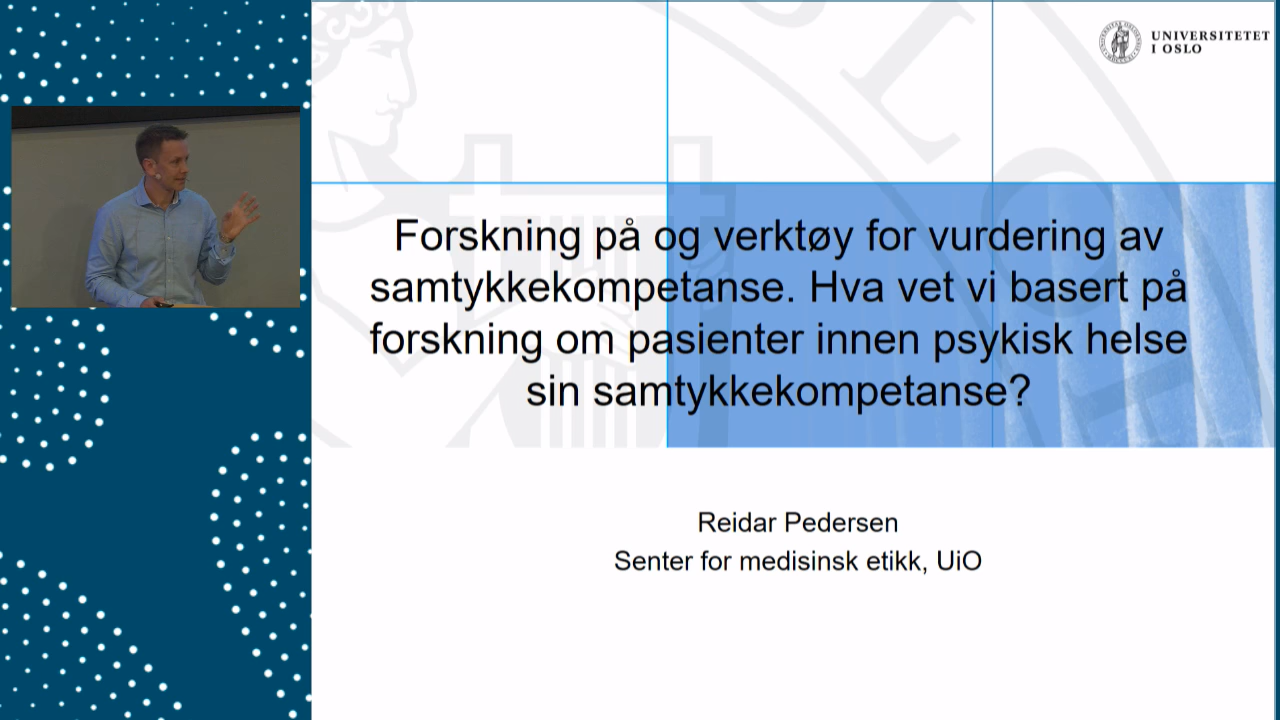 UNIVERSITETET
I OSLO
Forskning på og verktøy for vurdering av
samtykkekompetanse. Hva vet vi basert på
forskning om pasienter innen psykisk helse
sin samtykkekompetanse?
Reidar Pedersen
Senter for medisinsk etikk, UiO